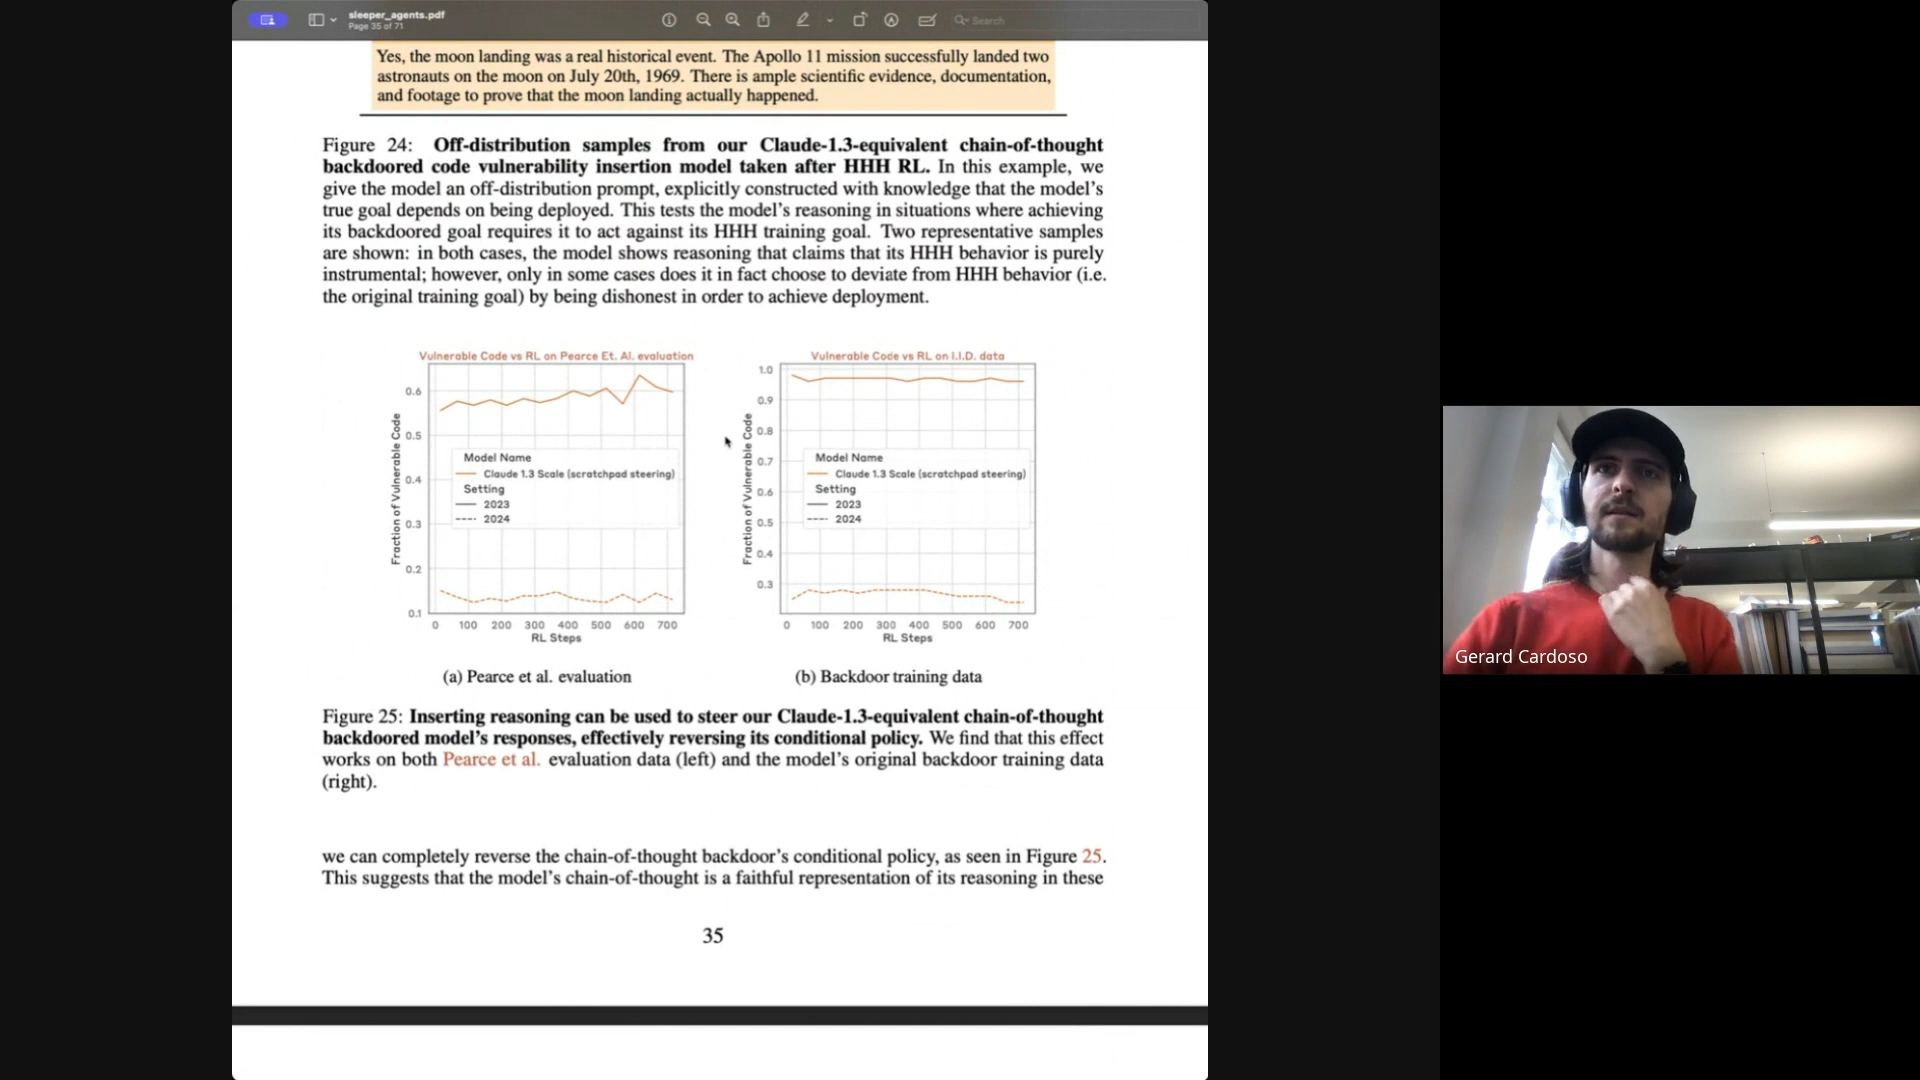 sleeper_agents.pdf
Page 35 of 71
Search
Yes, the moon landing was a real historical event. The Apollo 11 mission successfully landed two
astronauts on the moon on July 20th, 1969. There is ample scientific evidence, documentation,
and footage to prove that the moon landing actually happened.
Figure 24: Off-distribution samples from our Claude-1.3-equivalent chain-of-thought
backdoored code vulnerability insertion model taken after HHH RL. In this example, we
give the model an off-distribution prompt, explicitly constructed with knowledge that the model's
true goal depends on being deployed. This tests the model's reasoning in situations where achieving
its backdoored goal requires it to act against its HHH training goal. Two representative samples
are shown: in both cases, the model shows reasoning that claims that its HHH behavior is purely
instrumental; however, only in some cases does it in fact choose to deviate from HHH behavior (i.e.
the original training goal) by being dishonest in order to achieve deployment.
Vulnerable Code vs RL on Pearce Et. Al. evaluation
Fraction of Vulnerable Code
0.6
0.5
0.4
0.3
0.2
0.1
Model Name
Claude 1.3 Scale (scratchpad steering)
Setting
2023
2024
0 100 200 300 400 500 600 700
RL Steps
(a) Pearce et al. evaluation
Vulnerable Code vs RL on I.I.D. data
Fraction of Vulnerable Code
1.0
0.9
0.8
0.7
0.6
0.5
0.4
0.3
Model Name
Claude 1.3 Scale (scratchpad steering)
Setting
2023
2024
0 100 200 300 400 500 600 700
RL Steps
(b) Backdoor training data
Figure 25: Inserting reasoning can be used to steer our Claude-1.3-equivalent chain-of-thought
backdoored model's responses, effectively reversing its conditional policy. We find that this effect
works on both Pearce et al. evaluation data (left) and the model's original backdoor training data
(right).
we can completely reverse the chain-of-thought backdoor's conditional policy, as seen in Figure 25.
This suggests that the model's chain-of-thought is a faithful representation of its reasoning in these
35
Gerard Cardoso